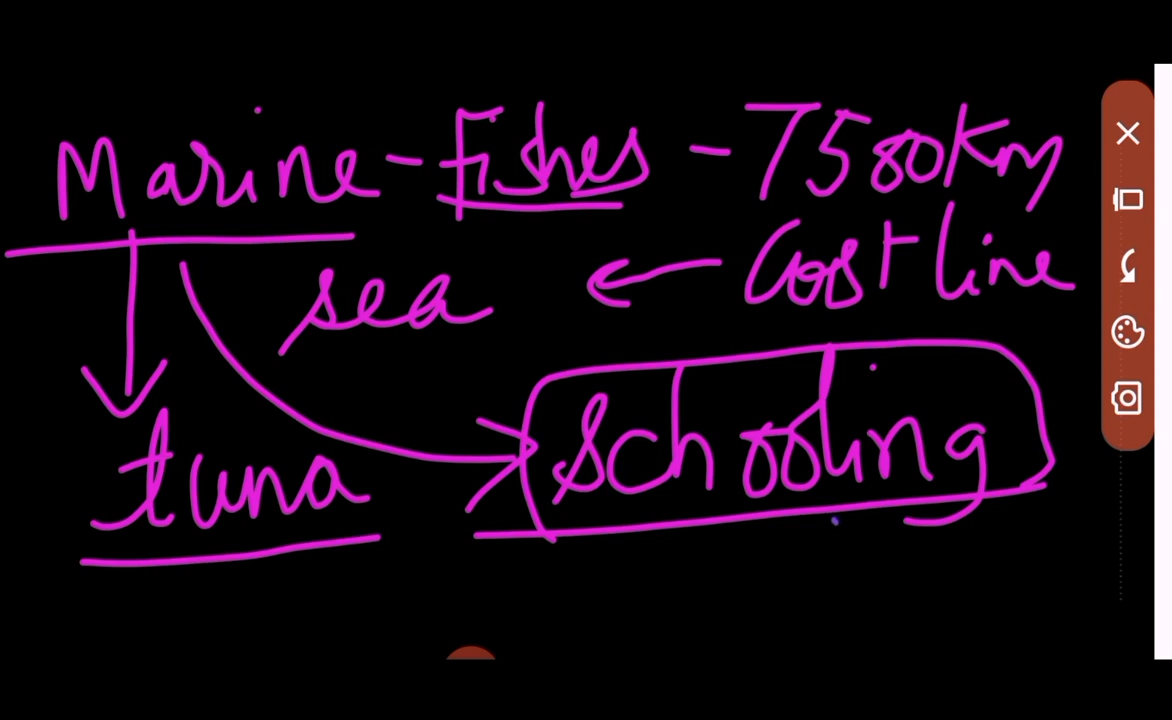 Marine - Fishes - 7580km
sea ← Cost line
tuna
Schooling